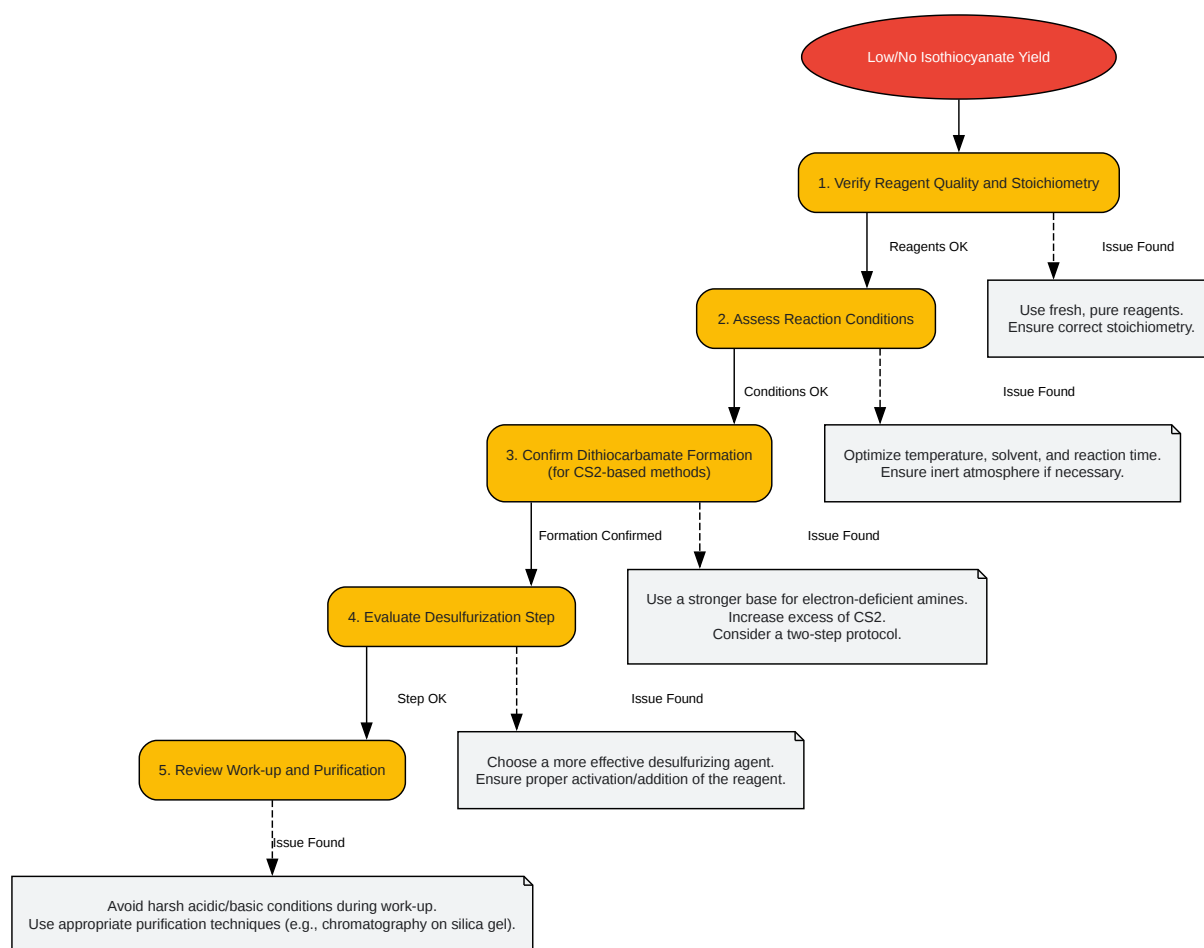 Low/No Isothiocyanate Yield
1. Verify Reagent Quality and Stoichiometry
Reagents OK
Issue Found
Use fresh, pure reagents.
Ensure correct stoichiometry.
2. Assess Reaction Conditions
Conditions OK
Issue Found
Optimize temperature, solvent, and reaction time.
Ensure inert atmosphere if necessary.
3. Confirm Dithiocarbamate Formation
(for CS2-based methods)
Formation Confirmed
Issue Found
Use a stronger base for electron-deficient amines.
Increase excess of CS2.
Consider a two-step protocol.
4. Evaluate Desulfurization Step
Step OK
Issue Found
Choose a more effective desulfurizing agent.
Ensure proper activation/addition of the reagent.
5. Review Work-up and Purification
Issue Found
Avoid harsh acidic/basic conditions during work-up.
Use appropriate purification techniques (e.g., chromatography on silica gel).